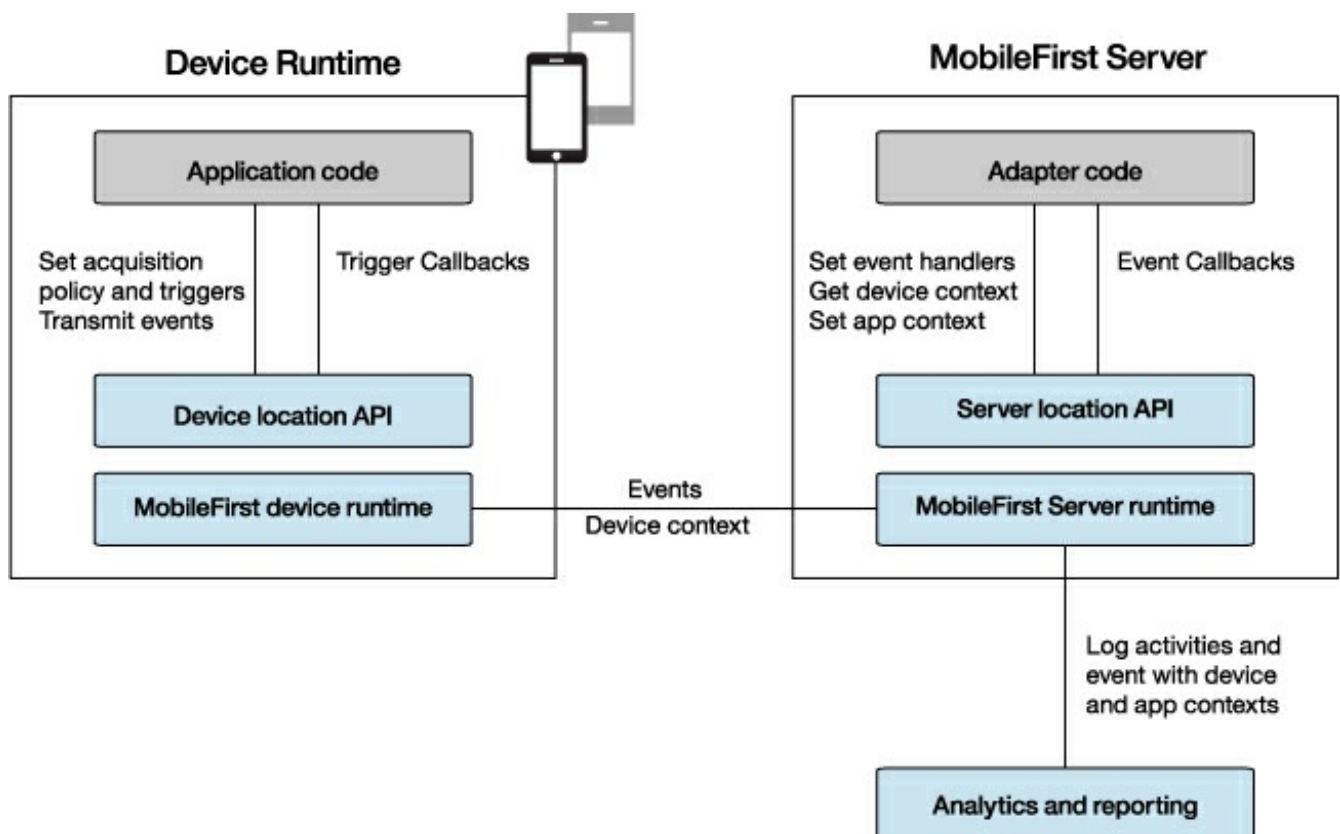 Device Runtime
MobileFirst Server
Application code
Adapter code
Set acquisition
policy and triggers
Transmit events
Trigger Callbacks
Set event handlers
Get device context
Set app context
Event Callbacks
Device location API
Server location API
MobileFirst device runtime
Events
Device context
MobileFirst Server runtime
Log activities and
event with device
and app contexts
Analytics and reporting